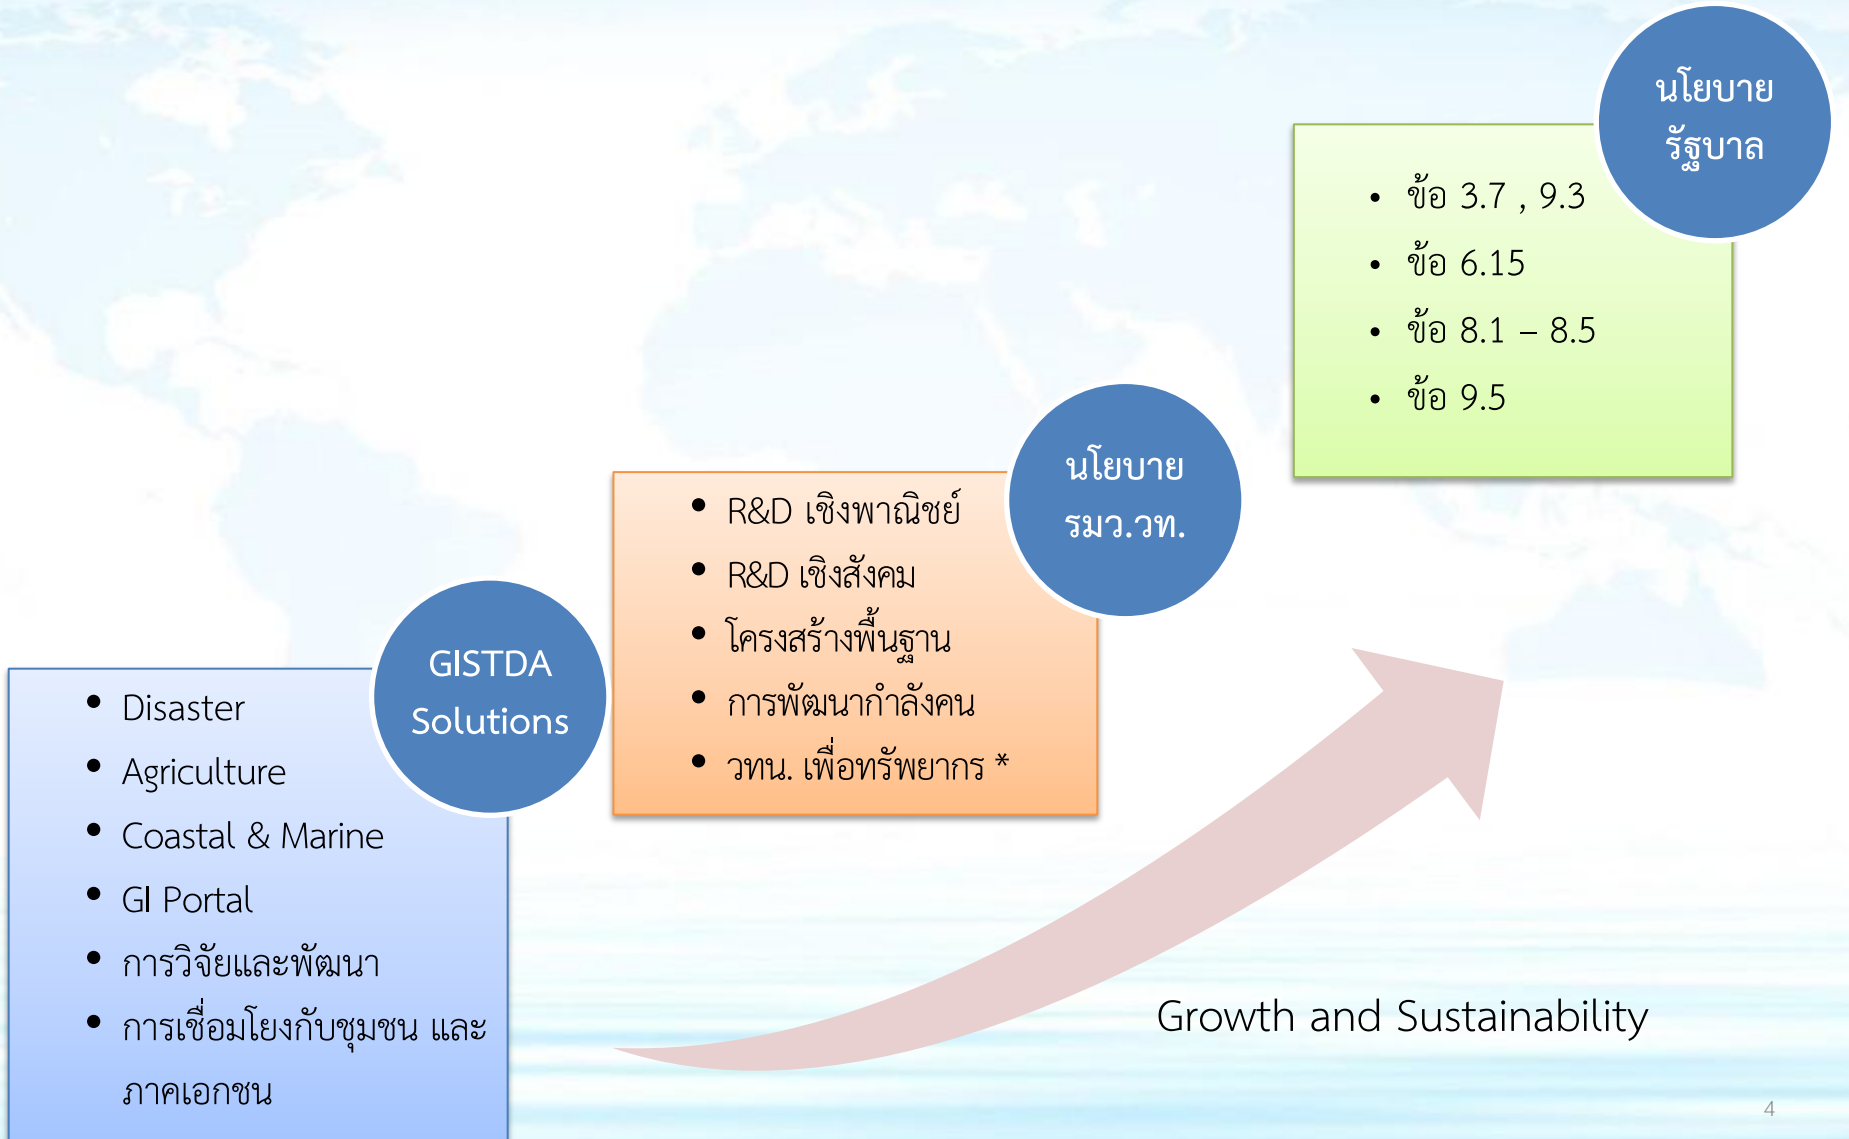 นโยบาย
รัฐบาล
• ข้อ 3.7 , 9.3
• ข้อ 6.15
• ข้อ 8.1 – 8.5
• ข้อ 9.5
นโยบาย
รมว.วท.
• R&D เชิงพาณิชย์
• R&D เชิงสังคม
• โครงสร้างพื้นฐาน
• การพัฒนากำลังคน
• วทน. เพื่อทรัพยากร *
GISTDA
Solutions
• Disaster
• Agriculture
• Coastal & Marine
• GI Portal
• การวิจัยและพัฒนา
• การเชื่อมโยงกับชุมชน และ
ภาคเอกชน
Growth and Sustainability
4